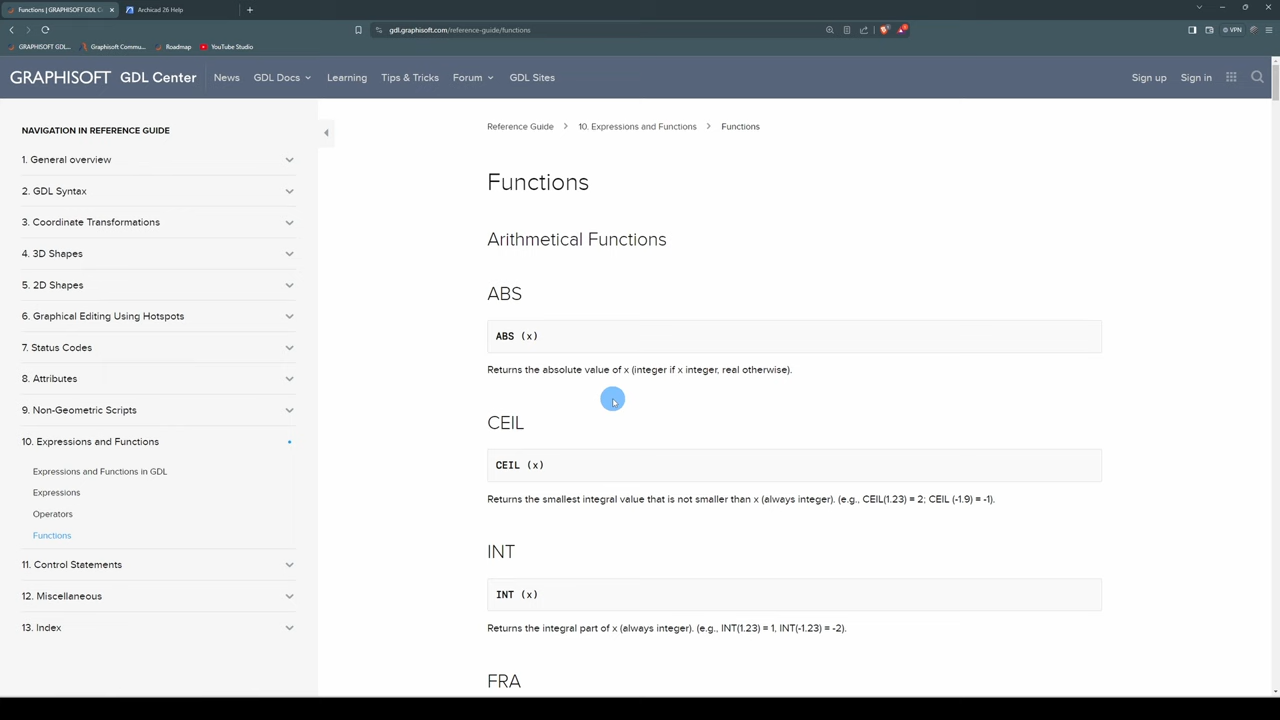 Functions | GRAPHISOFT GDL C
Archicad 26 Help
gdl.graphisoft.com/reference-guide/functions
VPN
GRAPHISOFT GDL...
Graphisoft Commu...
Roadmap
YouTube Studio
GRAPHISOFT GDL Center
News
GDL Docs
Learning
Tips & Tricks
Forum
GDL Sites
Sign up
Sign in
NAVIGATION IN REFERENCE GUIDE
1. General overview
2. GDL Syntax
3. Coordinate Transformations
4. 3D Shapes
5. 2D Shapes
6. Graphical Editing Using Hotspots
7. Status Codes
8. Attributes
9. Non-Geometric Scripts
10. Expressions and Functions
Expressions and Functions in GDL
Expressions
Operators
Functions
11. Control Statements
12. Miscellaneous
13. Index
Reference Guide > 10. Expressions and Functions > Functions
Functions
Arithmetical Functions
ABS
ABS (x)
Returns the absolute value of x (integer if x integer, real otherwise).
CEIL
CEIL (x)
Returns the smallest integral value that is not smaller than x (always integer). (e.g., CEIL(1.23) = 2; CEIL (-1.9) = -1).
INT
INT (x)
Returns the integral part of x (always integer). (e.g., INT(1.23) = 1, INT(-1.23) = -2).
FRA